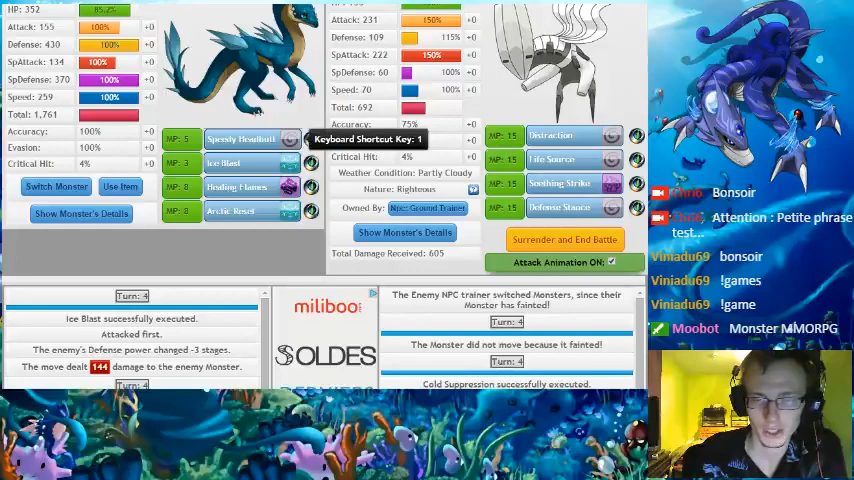 HP: 352 85.2% +0
Attack: 155 100% +0
Defense: 430 100% +0
SpAttack: 134 100% +0
SpDefense: 370 100% +0
Speed: 259 100% +0
Total: 1,761
Accuracy: 100%
Evasion: 100%
Critical Hit: 4%
Switch Monster Use Item
Show Monster's Details
MP: 5 Speedy Headbutt
MP: 3 Ice Blast
MP: 8 Healing Flames
MP: 8 Arctic Reset
Keyboard Shortcut Key: 1
Attack: 231 150% +0
Defense: 109 115% +0
SpAttack: 222 150% +0
SpDefense: 60 100% +0
Speed: 70 100% +0
Total: 692
Accuracy: 75%
Critical Hit: 4%
Weather Condition: Partly Cloudy
Nature: Righteous
Owned By: Npc: Ground Trainer
Show Monster's Details
Total Damage Received: 605
MP: 15 Distraction
MP: 15 Life Source
MP: 15 Seething Strike
MP: 15 Defense Stance
Surrender and End Battle
Attack Animation ON:
Turn: 4
Ice Blast successfully executed.
Attacked first.
The enemy's Defense power changed -3 stages.
The move dealt 144 damage to the enemy Monster.
Turn: 4
miliboo
SOLDES
The Enemy NPC trainer switched Monsters, since their
Monster has fainted!
Turn: 4
The Monster did not move because it fainted!
Turn: 4
Cold Suppression successfully executed.
Bonsoir
Attention : Petite phrase
test...
Viniadu69 bonsoir
Viniadu69 !games
Viniadu69 !game
Moobot Monster MMORPG